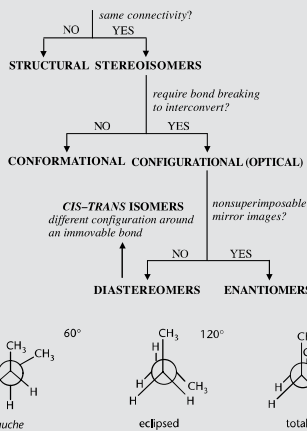 same connectivity?
NO YES
STRUCTURAL STEREOISOMERS
require bond breaking
to interconvert?
NO YES
CONFORMATIONAL CONFIGURATIONAL (OPTICAL)
CIS–TRANS ISOMERS
different configuration around
an immovable bond
nonsuperimposable
mirror images?
NO YES
DIASTEREOMERS ENANTIOMERS
60° CH3 120°
CH3 H
CH3
CH3
H H H H
H
eclipsed